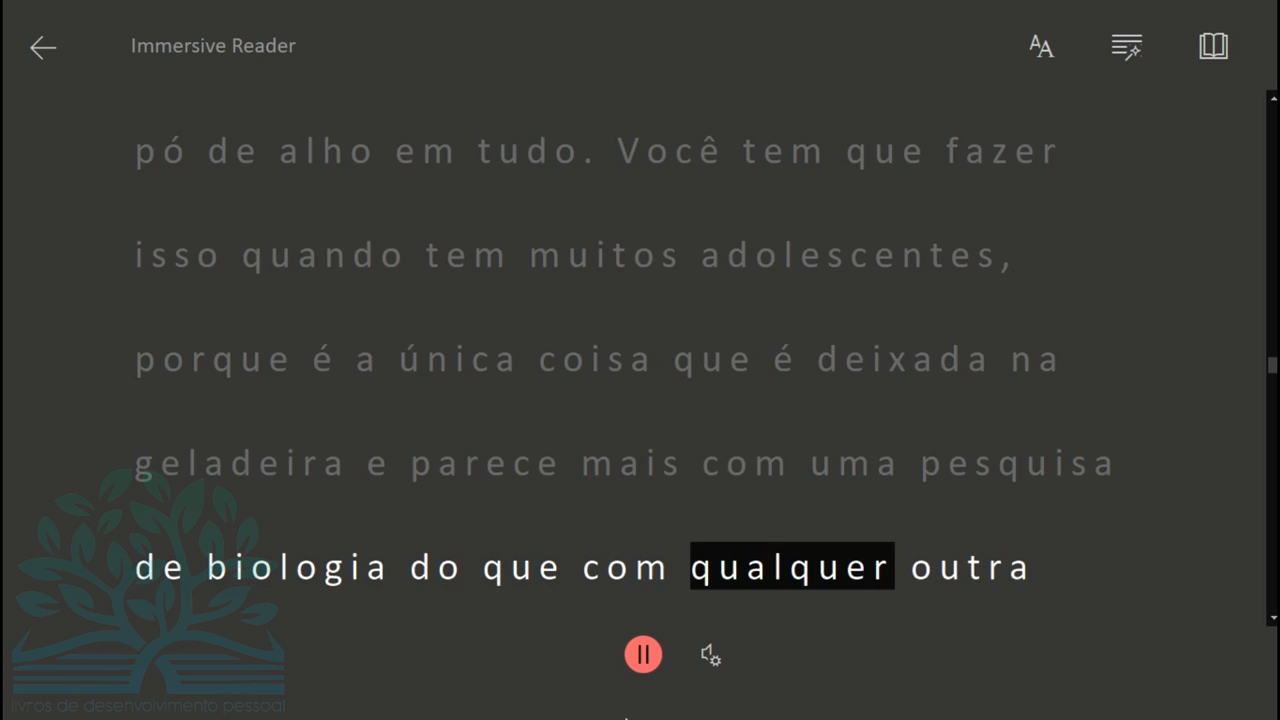 Immersive Reader
pó de alho em tudo. Você tem que fazer
isso quando tem muitos adolescentes,
porque é a única coisa que é deixada na
geladeira e parece mais com uma pesquisa
de biologia do que com qualquer outra
livros de desenvolvimento pessoal